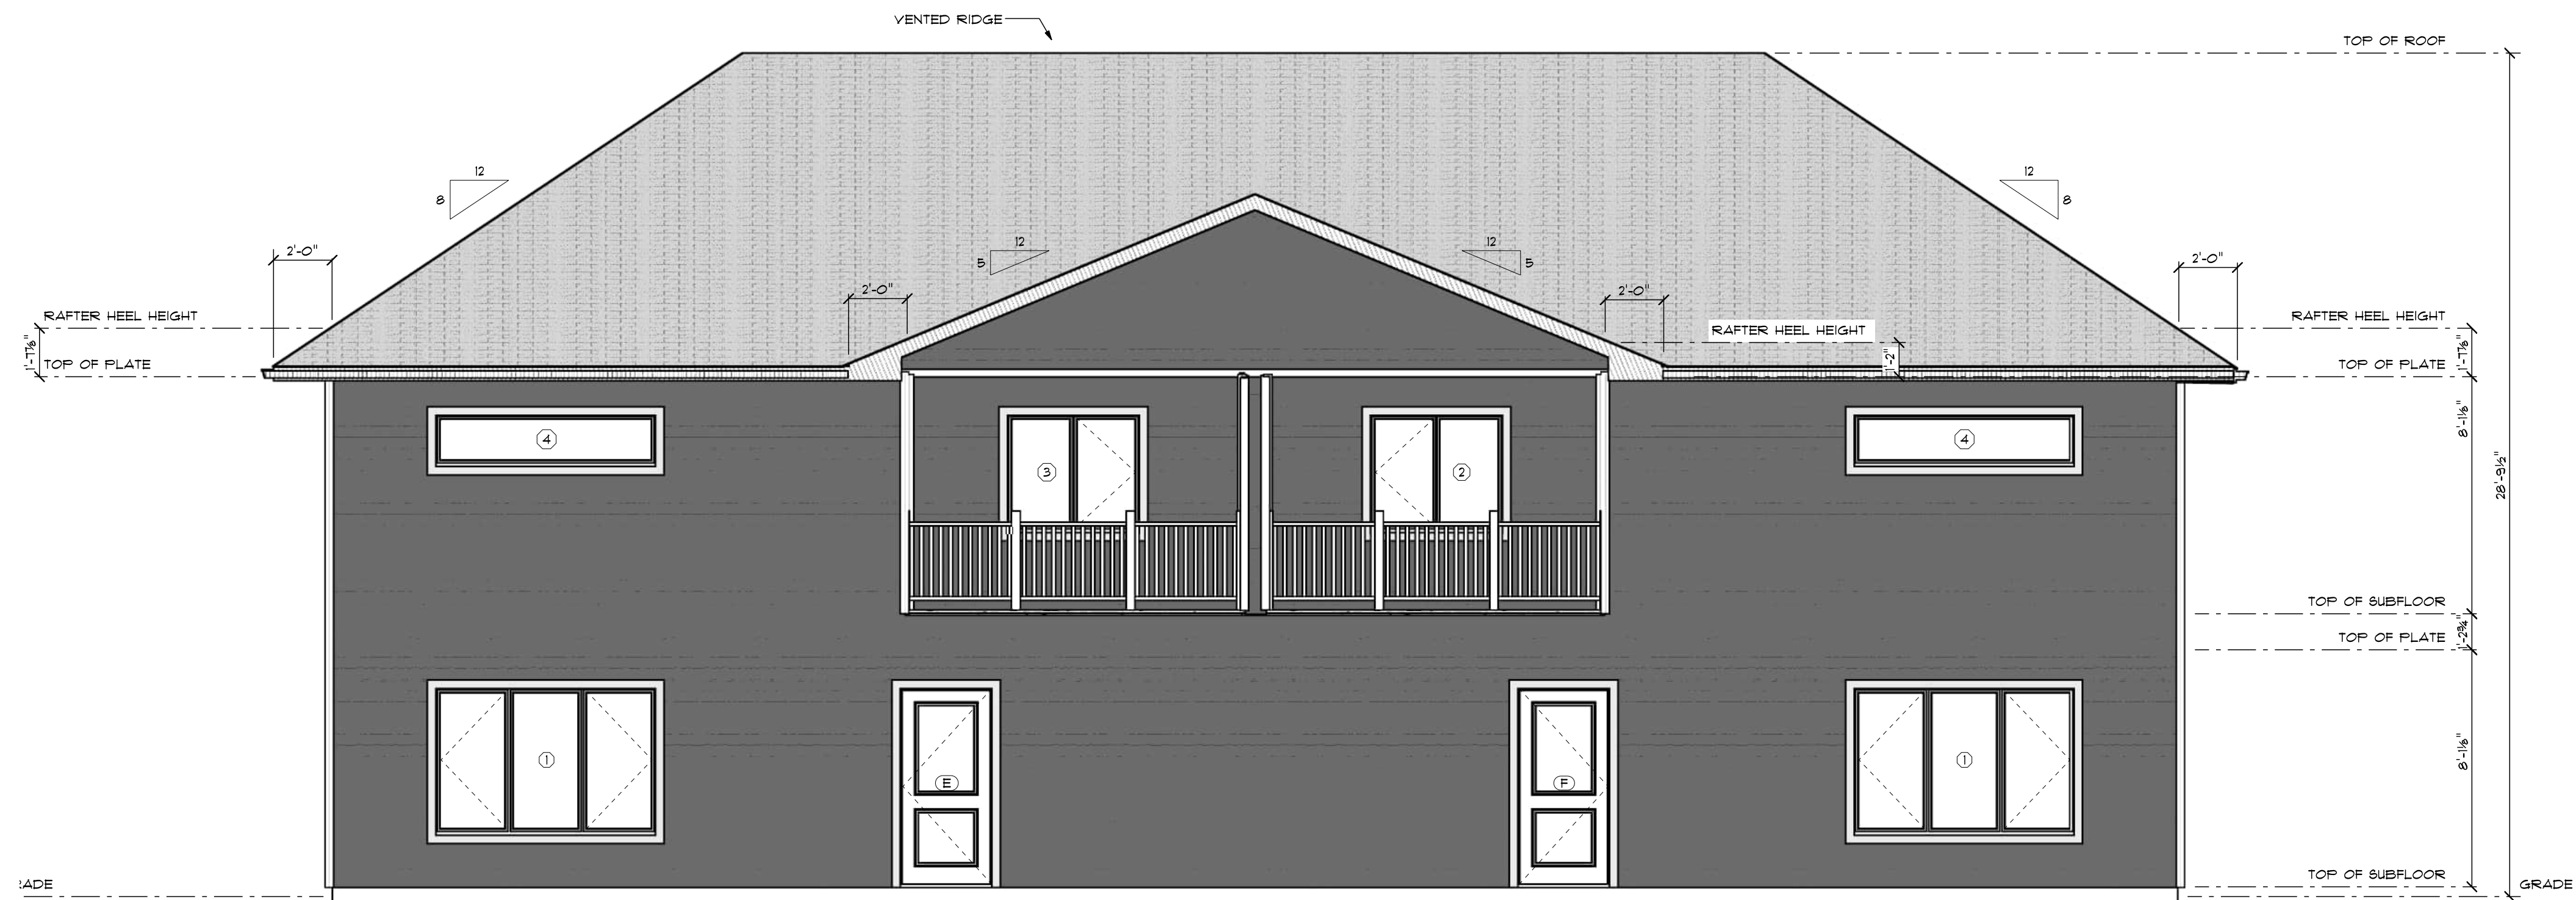 VENTED RIDGE
TOP OF ROOF
12
8
12
8
12
5
12
5
2'-0"
2'-0"
2'-0"
2'-0"
RAFTER HEEL HEIGHT
1'-7⅞"
TOP OF PLATE
RAFTER HEEL HEIGHT
1'-2"
RAFTER HEEL HEIGHT
1'-7⅞"
TOP OF PLATE
4
3
2
4
8'-1⅛"
28'-9½"
TOP OF SUBFLOOR
1'-2¾"
TOP OF PLATE
1
E
F
1
8'-1⅛"
TOP OF SUBFLOOR
RADE
GRADE